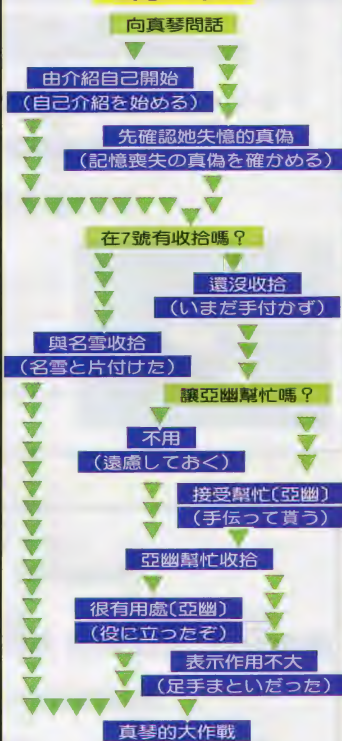 向真琴問話
由介紹自己開始
(自己介紹を始める)
先確認她失憶的真偽
(記憶喪失の真偽を確かめる)
在7號有收拾嗎?
還沒收拾
(いまだ手付かず)
與名雪收拾
(名雪と片付けた)
讓亞幽幫忙嗎?
不用
(遠慮しておく)
接受幫忙〔亞幽〕
(手伝って貰う)
亞幽幫忙收拾
很有用處〔亞幽〕
(役に立つたぞ)
表示作用不大
(足手まといだった)
真琴的大作戰